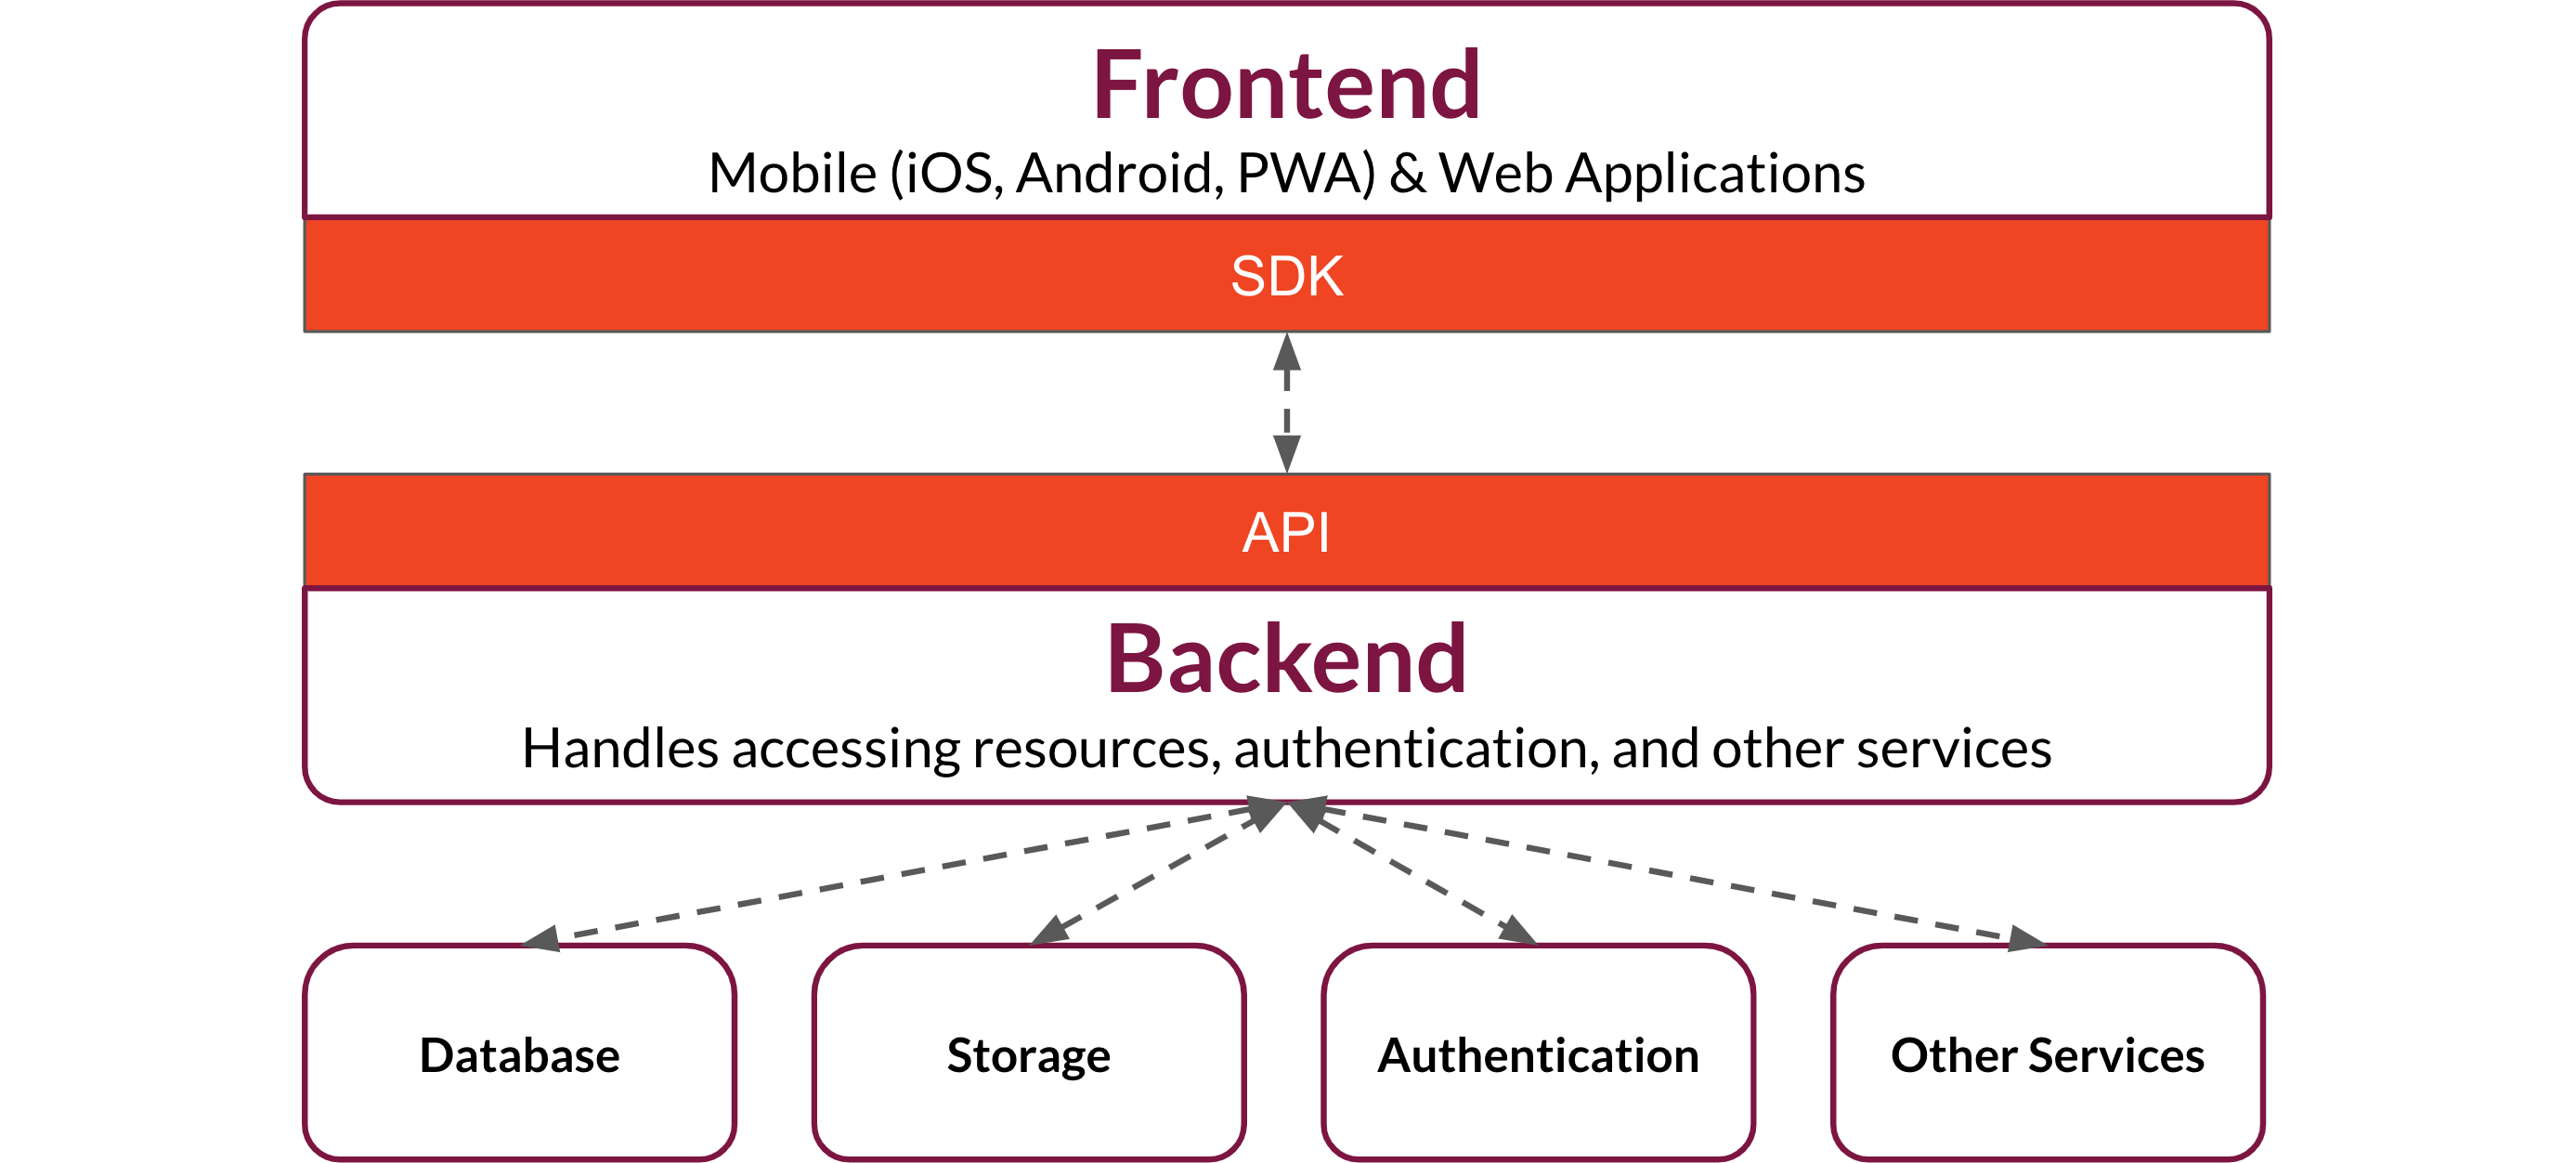 Frontend
Mobile (iOS, Android, PWA) & Web Applications
SDK
API
Backend
Handles accessing resources, authentication, and other services
Database
Storage
Authentication
Other Services